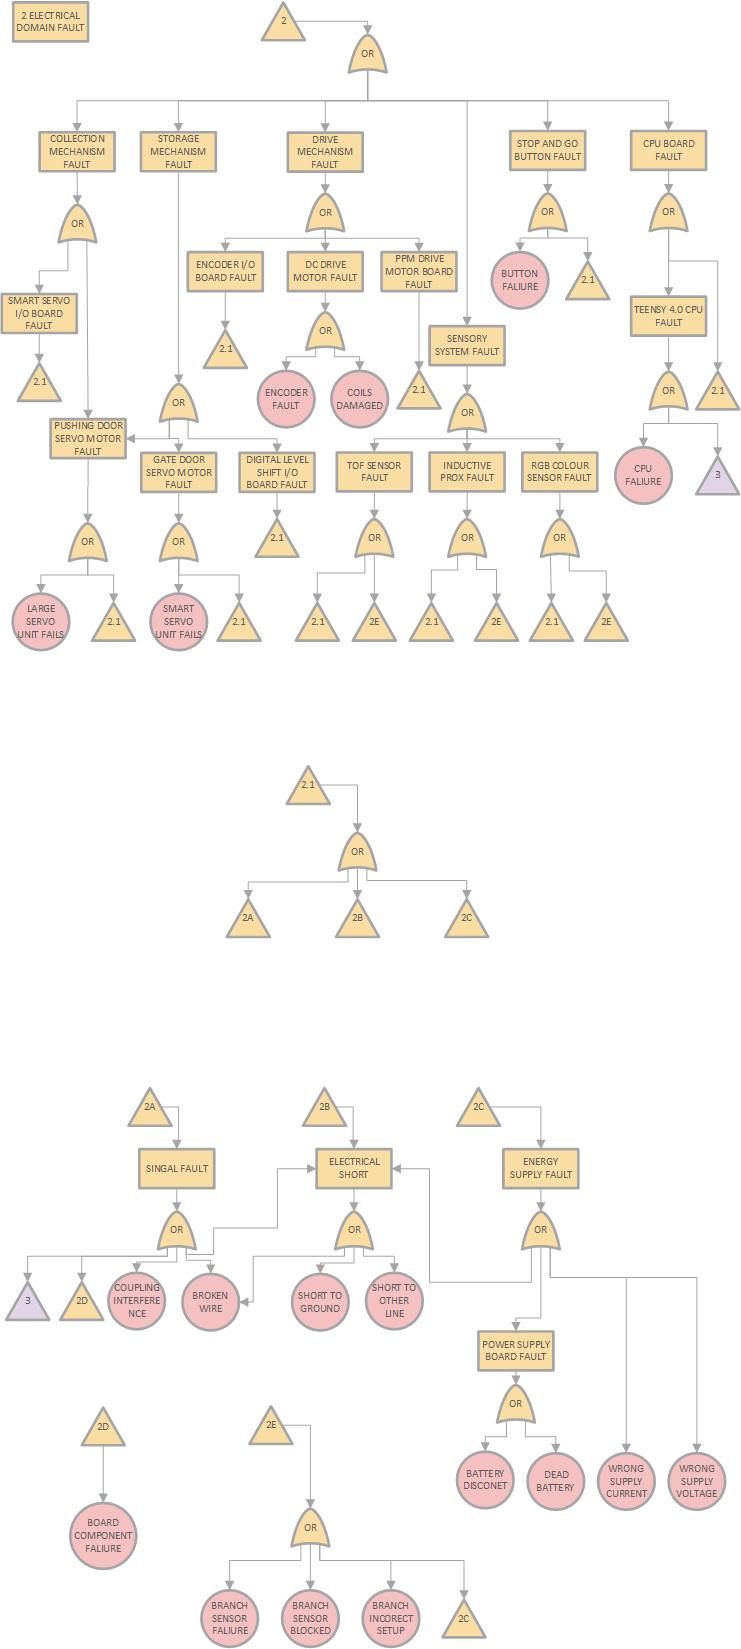 2 ELECTRICAL
DOMAIN FAULT
2
OR
COLLECTION
MECHANISM
FAULT
STORAGE
MECHANISM
FAULT
DRIVE
MECHANISM
FAULT
STOP AND GO
BUTTON FAULT
CPU BOARD
FAULT
OR
OR
OR
OR
ENCODER I/O
BOARD FAULT
DC DRIVE
MOTOR FAULT
PPM DRIVE
MOTOR BOARD
FAULT
BUTTON
FALIURE
2.1
SMART SERVO
I/O BOARD
FAULT
TEENSY 4.0 CPU
FAULT
OR
SENSORY
SYSTEM FAULT
2.1
2.1
ENCODER
FAULT
COILS
DAMAGED
2.1
OR
2.1
OR
OR
PUSHING DOOR
SERVO MOTOR
FAULT
GATE DOOR
SERVO MOTOR
FAULT
DIGITAL LEVEL
SHIFT I/O
BOARD FAULT
TOF SENSOR
FAULT
INDUCTIVE
PROX FAULT
RGB COLOUR
SENSOR FAULT
CPU
FALIURE
3
OR
OR
2.1
OR
OR
OR
LARGE
SERVO
UNIT FAILS
2.1
SMART
SERVO
UNIT FAILS
2.1
2.1
2E
2.1
2E
2.1
2E
2.1
OR
2A
2B
2C
2A
2B
2C
SINGAL FAULT
ELECTRICAL
SHORT
ENERGY
SUPPLY FAULT
OR
OR
OR
3
2D
COUPLING
INTERFERE
NCE
BROKEN
WIRE
SHORT TO
GROUND
SHORT TO
OTHER
LINE
POWER SUPPLY
BOARD FAULT
OR
2D
2E
BATTERY
DISCONET
DEAD
BATTERY
WRONG
SUPPLY
CURRENT
WRONG
SUPPLY
VOLTAGE
BOARD
COMPONENT
FALIURE
OR
BRANCH
SENSOR
FALIURE
BRANCH
SENSOR
BLOCKED
BRANCH
INCORECT
SETUP
2C